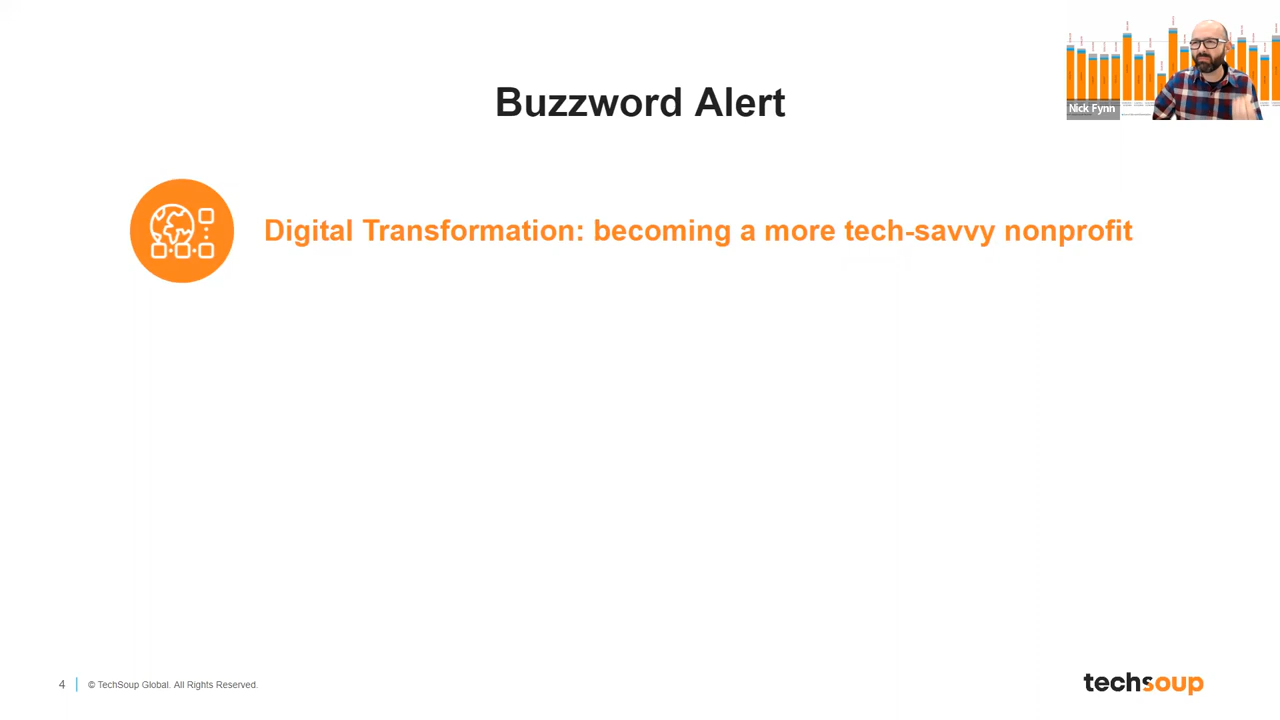 Buzzword Alert
Nick Fynn
Digital Transformation: becoming a more tech-savvy nonprofit
4
© TechSoup Global. All Rights Reserved.
techsoup